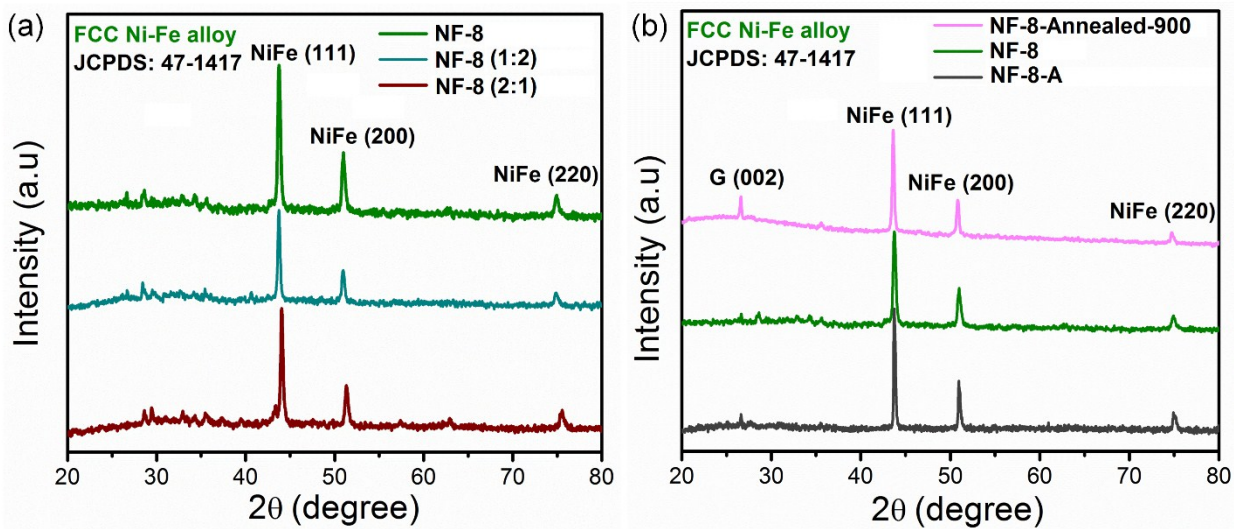 (a)
FCC Ni-Fe alloy
JCPDS: 47-1417
NiFe (111)
NF-8
NF-8 (1:2)
NF-8 (2:1)
NiFe (200)
NiFe (220)
Intensity (a.u)
20 30 40 50 60 70 80
2θ (degree)
(b)
FCC Ni-Fe alloy
JCPDS: 47-1417
NF-8-Annealed-900
NF-8
NF-8-A
NiFe (111)
G (002)
NiFe (200)
NiFe (220)
Intensity (a.u)
20 30 40 50 60 70 80
2θ (degree)